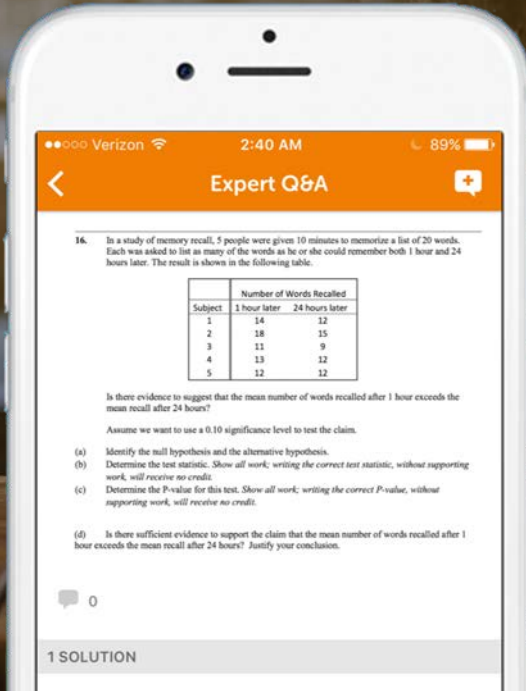 Verizon 2:40 AM 89%
Expert Q&A
16. In a study of memory recall, 5 people were given 10 minutes to memorize a list of 20 words.
Each was asked to list as many of the words as he or she could remember both 1 hour and 24
hours later. The result is shown in the following table.
Number of Words Recalled
Subject 1 hour later 24 hours later
1 14 12
2 18 15
3 11 9
4 13 12
5 12 12
Is there evidence to suggest that the mean number of words recalled after 1 hour exceeds the
mean recall after 24 hours?
Assume we want to use a 0.10 significance level to test the claim.
(a) Identify the null hypothesis and the alternative hypothesis.
(b) Determine the test statistic. Show all work; writing the correct test statistic, without supporting
work, will receive no credit.
(c) Determine the P-value for this test. Show all work; writing the correct P-value, without
supporting work, will receive no credit.
(d) Is there sufficient evidence to support the claim that the mean number of words recalled after 1
hour exceeds the mean recall after 24 hours? Justify your conclusion.
0
1 SOLUTION